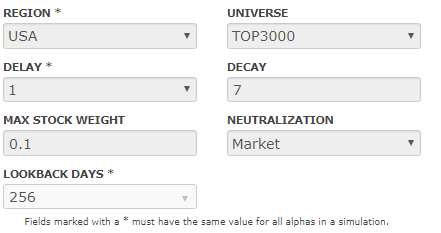 REGION * UNIVERSE
USA TOP3000
DELAY * DECAY
1 7
MAX STOCK WEIGHT NEUTRALIZATION
0.1 Market
LOOKBACK DAYS *
256
Fields marked with a * must have the same value for all alphas in a simulation.